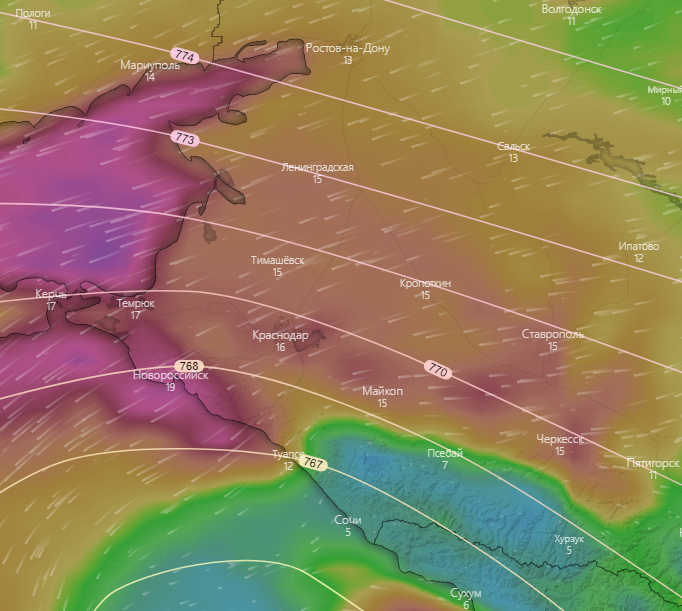 Пологи
11
Волгодонск
11
774
Ростов-на-Дону
13
Мариуполь
14
Мирный
10
773
Сальск
13
Ленинградская
15
Ипатово
12
Тимашёвск
15
Кропоткин
15
Керчь
17
Темрюк
17
Краснодар
16
Ставрополь
15
768
770
Новороссийск
19
Майкоп
15
Черкесск
15
Туапсе
12
767
Псебай
7
Пятигорск
11
Сочи
5
Хурзук
5
Сухум
6